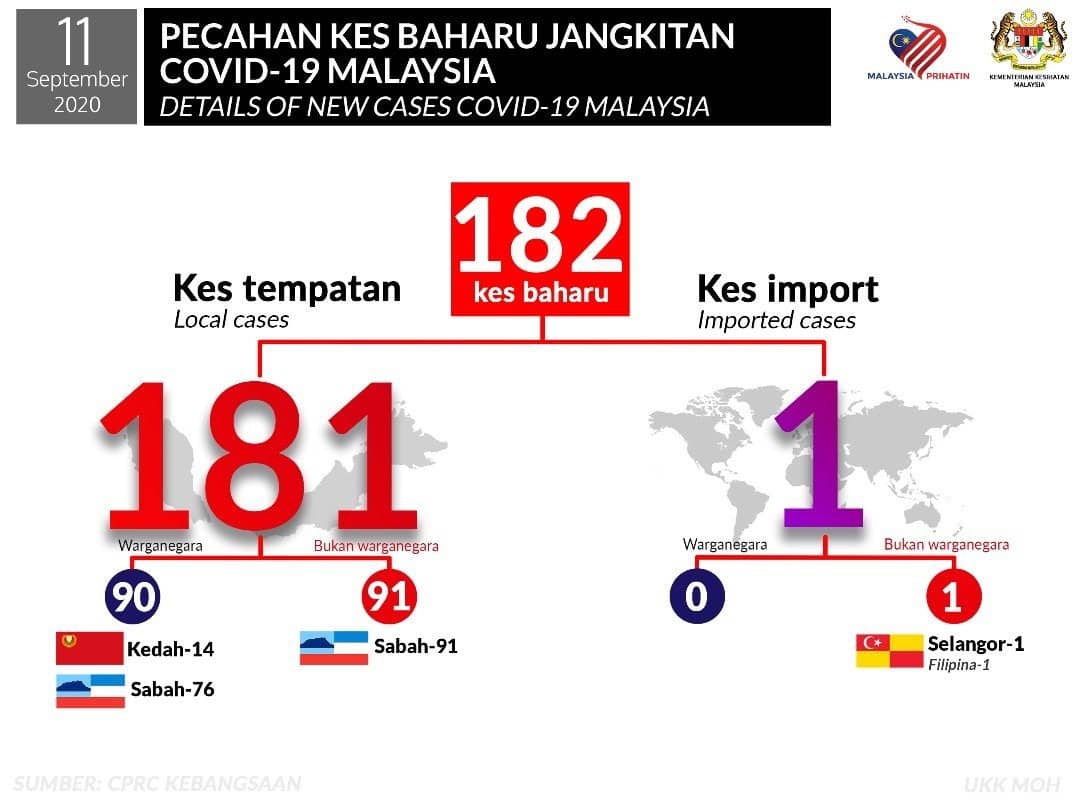 11
September
2020
PECAHAN KES BAHARU JANGKITAN
COVID-19 MALAYSIA
DETAILS OF NEW CASES COVID-19 MALAYSIA
MALAYSIA PRIHATIN
KEMENTERIAN KESIHATAN
MALAYSIA
182
kes baharu
Kes tempatan
Local cases
Kes import
Imported cases
181
1
Warganegara
Bukan warganegara
Warganegara
Bukan warganegara
90
91
0
1
Kedah-14
Sabah-76
Sabah-91
Selangor-1
Filipina-1
SUMBER: CPRC KEBANGSAAN
UKK MOH